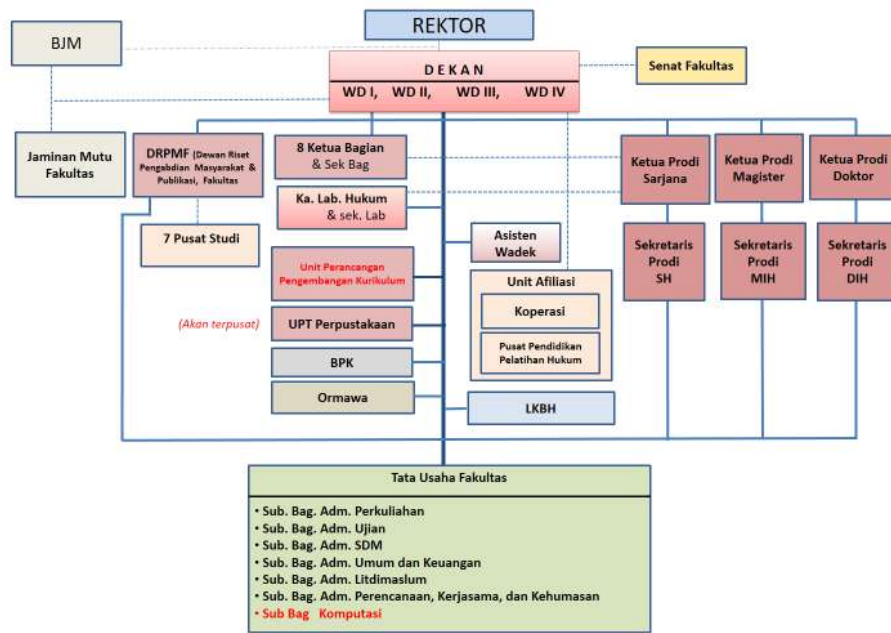 REKTOR
BJM
D E K A N
WD I, WD II, WD III, WD IV
Senat Fakultas
Jaminan Mutu
Fakultas
DRPMF (Dewan Riset
Pengabdian Masyarakat &
Publikasi, Fakultas
8 Ketua Bagian
& Sek Bag
Ketua Prodi
Sarjana
Ketua Prodi
Magister
Ketua Prodi
Doktor
Ka. Lab. Hukum
& sek. Lab
7 Pusat Studi
Asisten
Wadek
Sekretaris
Prodi
SH
Sekretaris
Prodi
MIH
Sekretaris
Prodi
DIH
Unit Perancangan
Pengembangan Kurikulum
Unit Afiliasi
Koperasi
Pusat Pendidikan
Pelatihan Hukum
(Akan terpusat)
UPT Perpustakaan
BPK
Ormawa
LKBH
Tata Usaha Fakultas
• Sub. Bag. Adm. Perkuliahan
• Sub. Bag. Adm. Ujian
• Sub. Bag. Adm. SDM
• Sub. Bag. Adm. Umum dan Keuangan
• Sub. Bag. Adm. Litdimaslum
• Sub. Bag. Adm. Perencanaan, Kerjasama, dan Kehumasan
• Sub Bag Komputasi